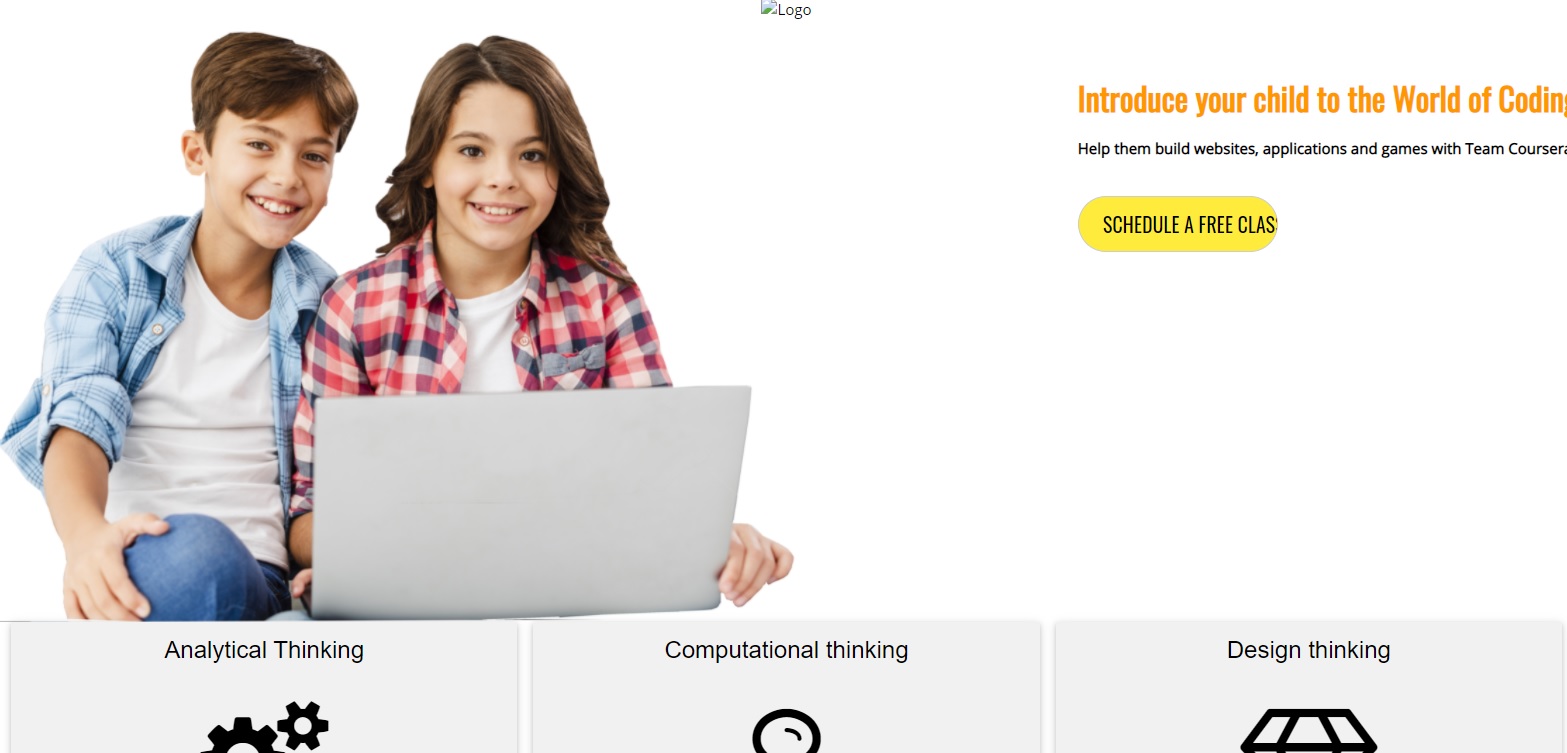 Logo
Introduce your child to the World of Coding
Help them build websites, applications and games with Team Coursera
SCHEDULE A FREE CLAS
Analytical Thinking
Computational thinking
Design thinking